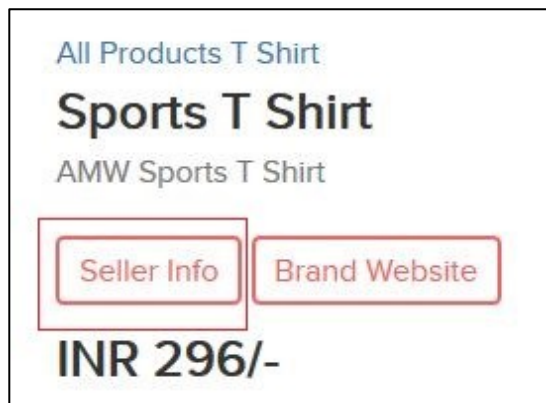 All Products T Shirt
Sports T Shirt
AMW Sports T Shirt
Seller Info Brand Website
INR 296/-